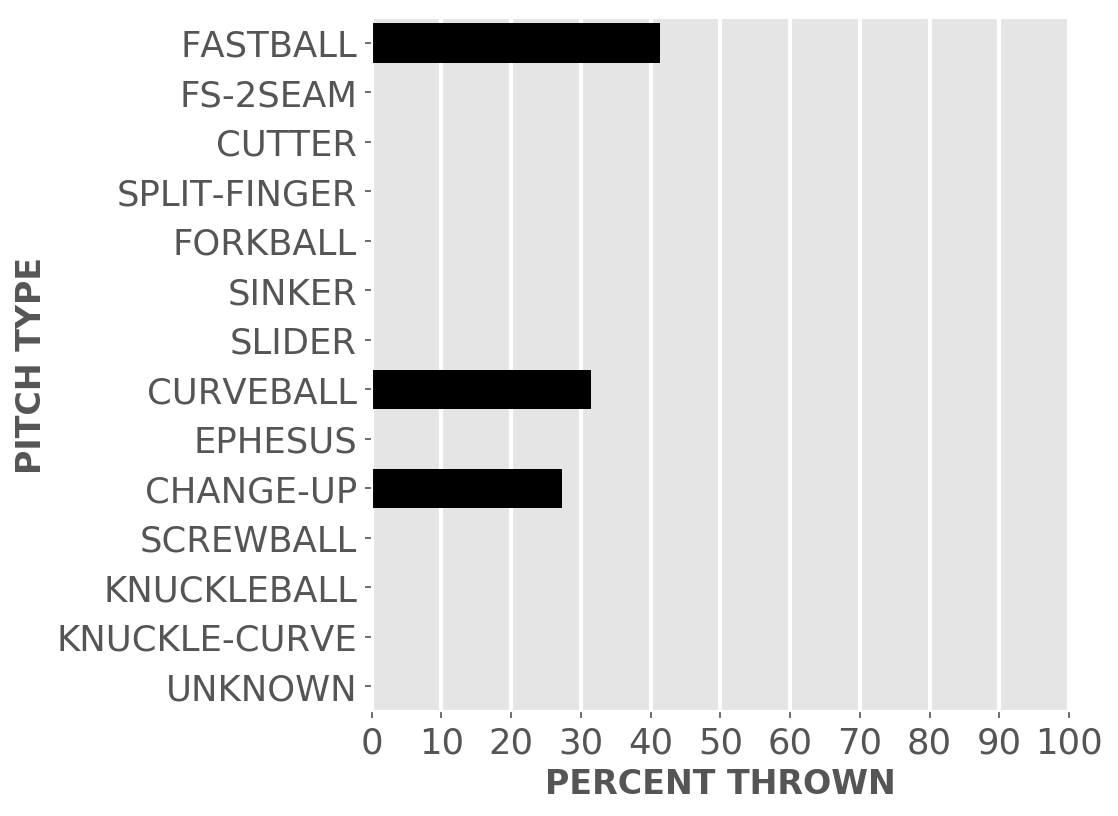 FASTBALL
FS-2SEAM
CUTTER
SPLIT-FINGER
FORKBALL
SINKER
SLIDER
CURVEBALL
EPHESUS
CHANGE-UP
SCREWBALL
KNUCKLEBALL
KNUCKLE-CURVE
UNKNOWN
PITCH TYPE
0 10 20 30 40 50 60 70 80 90 100
PERCENT THROWN